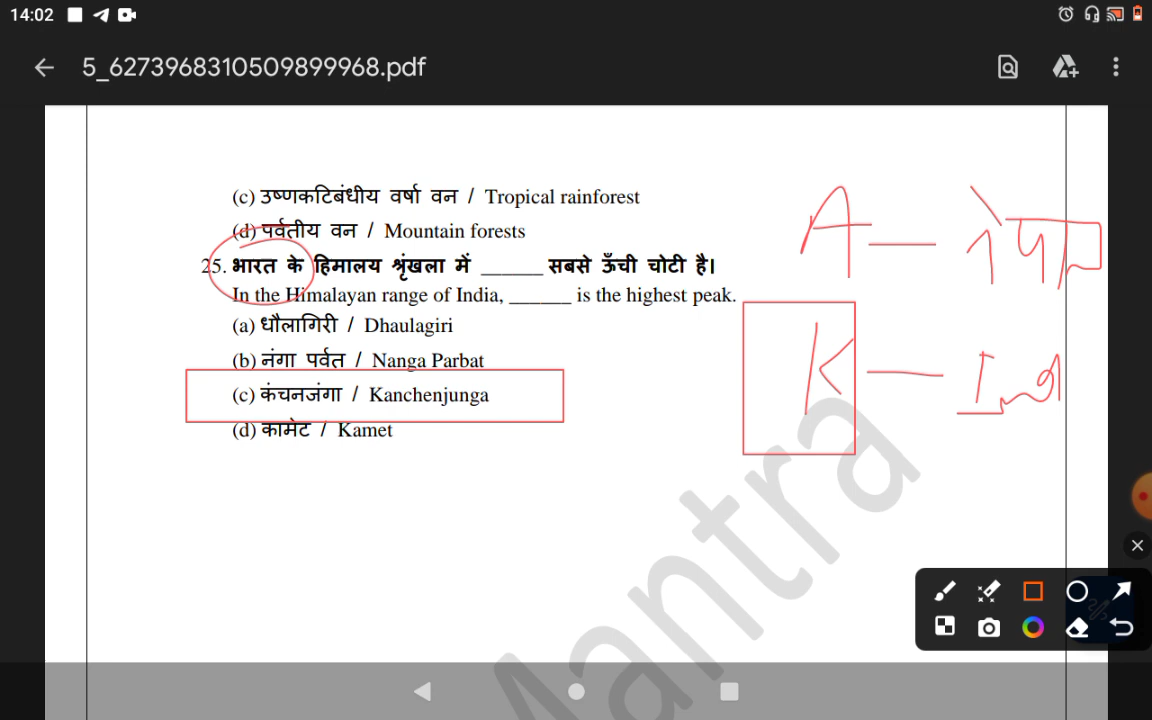 14:02
5_6273968310509899968.pdf
(c) उष्णकटिबंधीय वर्षा वन / Tropical rainforest
(d) पर्वतीय वन / Mountain forests
25. भारत के हिमालय श्रृंखला में ______ सबसे ऊँची चोटी है।
In the Himalayan range of India, ______ is the highest peak.
(a) धौलागिरी / Dhaulagiri
(b) नंगा पर्वत / Nanga Parbat
(c) कंचनजंगा / Kanchenjunga
(d) कामेट / Kamet
A —
K — Ind
Mantra